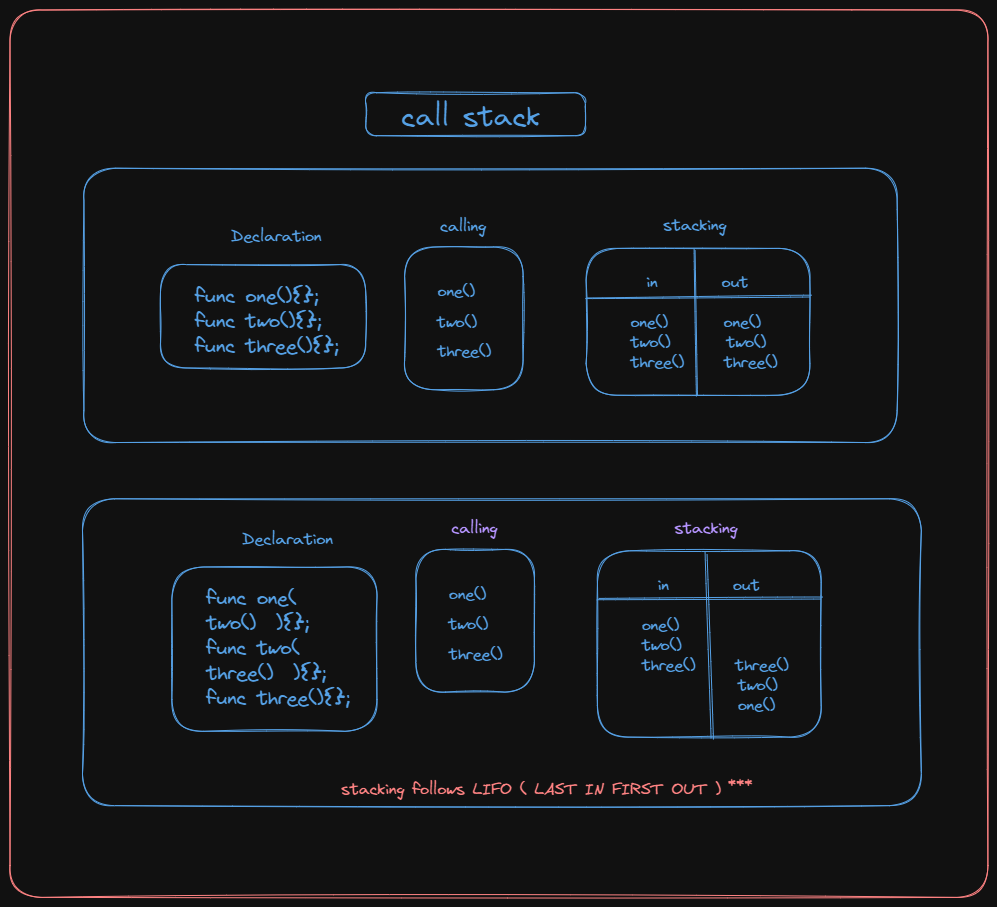 call stack
Declaration
func one(){};
func two(){};
func three(){};
calling
one()
two()
three()
stacking
in
out
one()
two()
three()
one()
two()
three()
Declaration
func one(
two() ){};
func two(
three() ){};
func three(){};
calling
one()
two()
three()
stacking
in
out
one()
two()
three()
three()
two()
one()
stacking follows LIFO ( LAST IN FIRST OUT ) ***